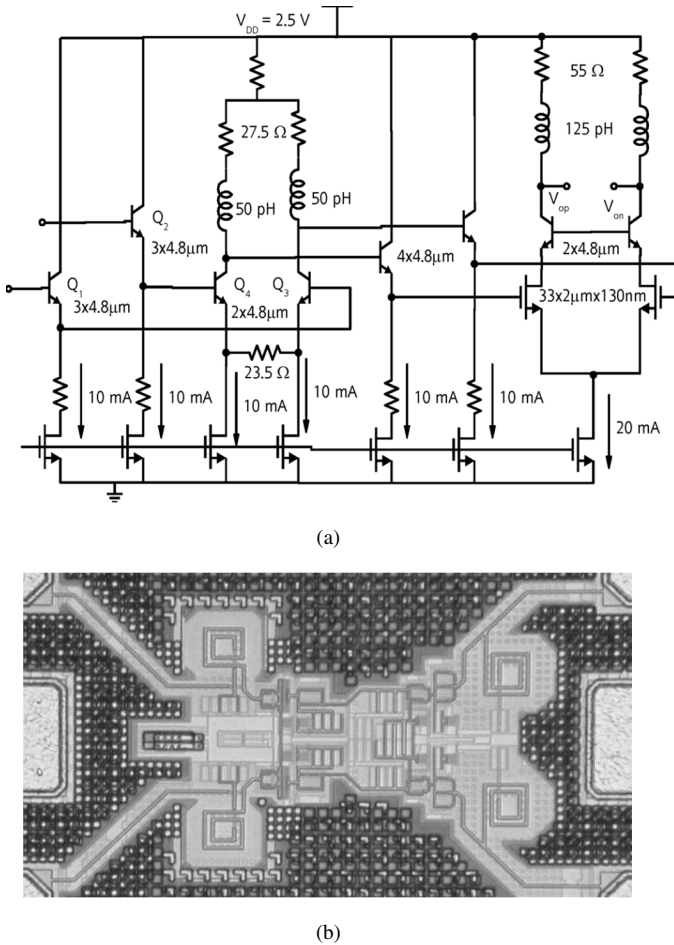 V_DD = 2.5 V
55 Ω
27.5 Ω
125 pH
50 pH
50 pH
V_op
V_on
Q_2
3x4.8μm
4x4.8μm
2x4.8μm
Q_1
3x4.8μm
Q_4
Q_3
2x4.8μm
33x2μmx130nm
23.5 Ω
10 mA
10 mA
10 mA
10 mA
10 mA
10 mA
20 mA
(a)
(b)